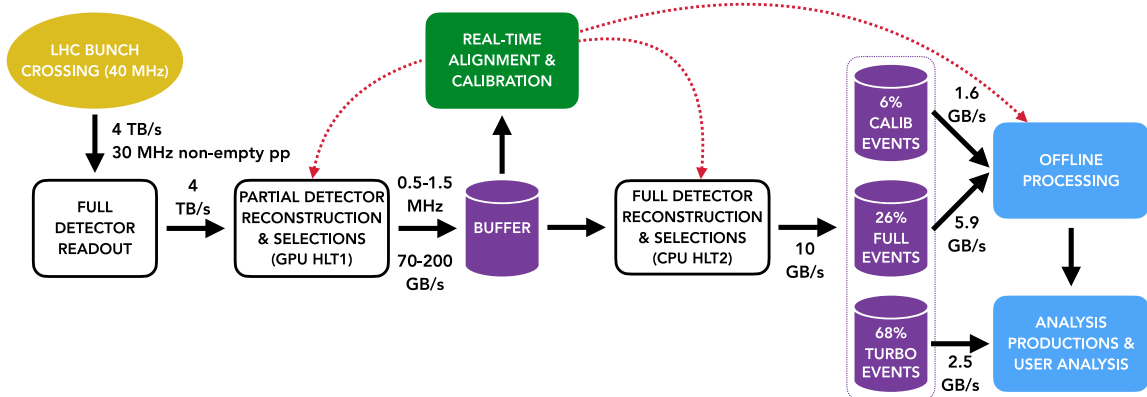 LHC BUNCH
CROSSING (40 MHz)
4 TB/s
30 MHz non-empty pp
FULL
DETECTOR
READOUT
4
TB/s
PARTIAL DETECTOR
RECONSTRUCTION
& SELECTIONS
(GPU HLT1)
0.5-1.5
MHz
70-200
GB/s
REAL-TIME
ALIGNMENT &
CALIBRATION
BUFFER
FULL DETECTOR
RECONSTRUCTION
& SELECTIONS
(CPU HLT2)
10
GB/s
6%
CALIB
EVENTS
1.6
GB/s
26%
FULL
EVENTS
5.9
GB/s
68%
TURBO
EVENTS
2.5
GB/s
OFFLINE
PROCESSING
ANALYSIS
PRODUCTIONS &
USER ANALYSIS